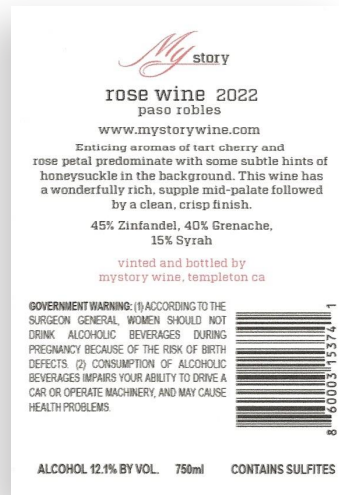 My story
rose wine 2022
paso robles
www.mystorywine.com
Enticing aromas of tart cherry and
rose petal predominate with some subtle hints of
honeysuckle in the background. This wine has
a wonderfully rich, supple mid-palate followed
by a clean, crisp finish.
45% Zinfandel, 40% Grenache,
15% Syrah
vinted and bottled by
mystory wine, templeton ca
GOVERNMENT WARNING: (1) ACCORDING TO THE
SURGEON GENERAL, WOMEN SHOULD NOT
DRINK ALCOHOLIC BEVERAGES DURING
PREGNANCY BECAUSE OF THE RISK OF BIRTH
DEFECTS. (2) CONSUMPTION OF ALCOHOLIC
BEVERAGES IMPAIRS YOUR ABILITY TO DRIVE A
CAR OR OPERATE MACHINERY, AND MAY CAUSE
HEALTH PROBLEMS.
8 60003 15374 1
ALCOHOL 12.1% BY VOL. 750ml CONTAINS SULFITES